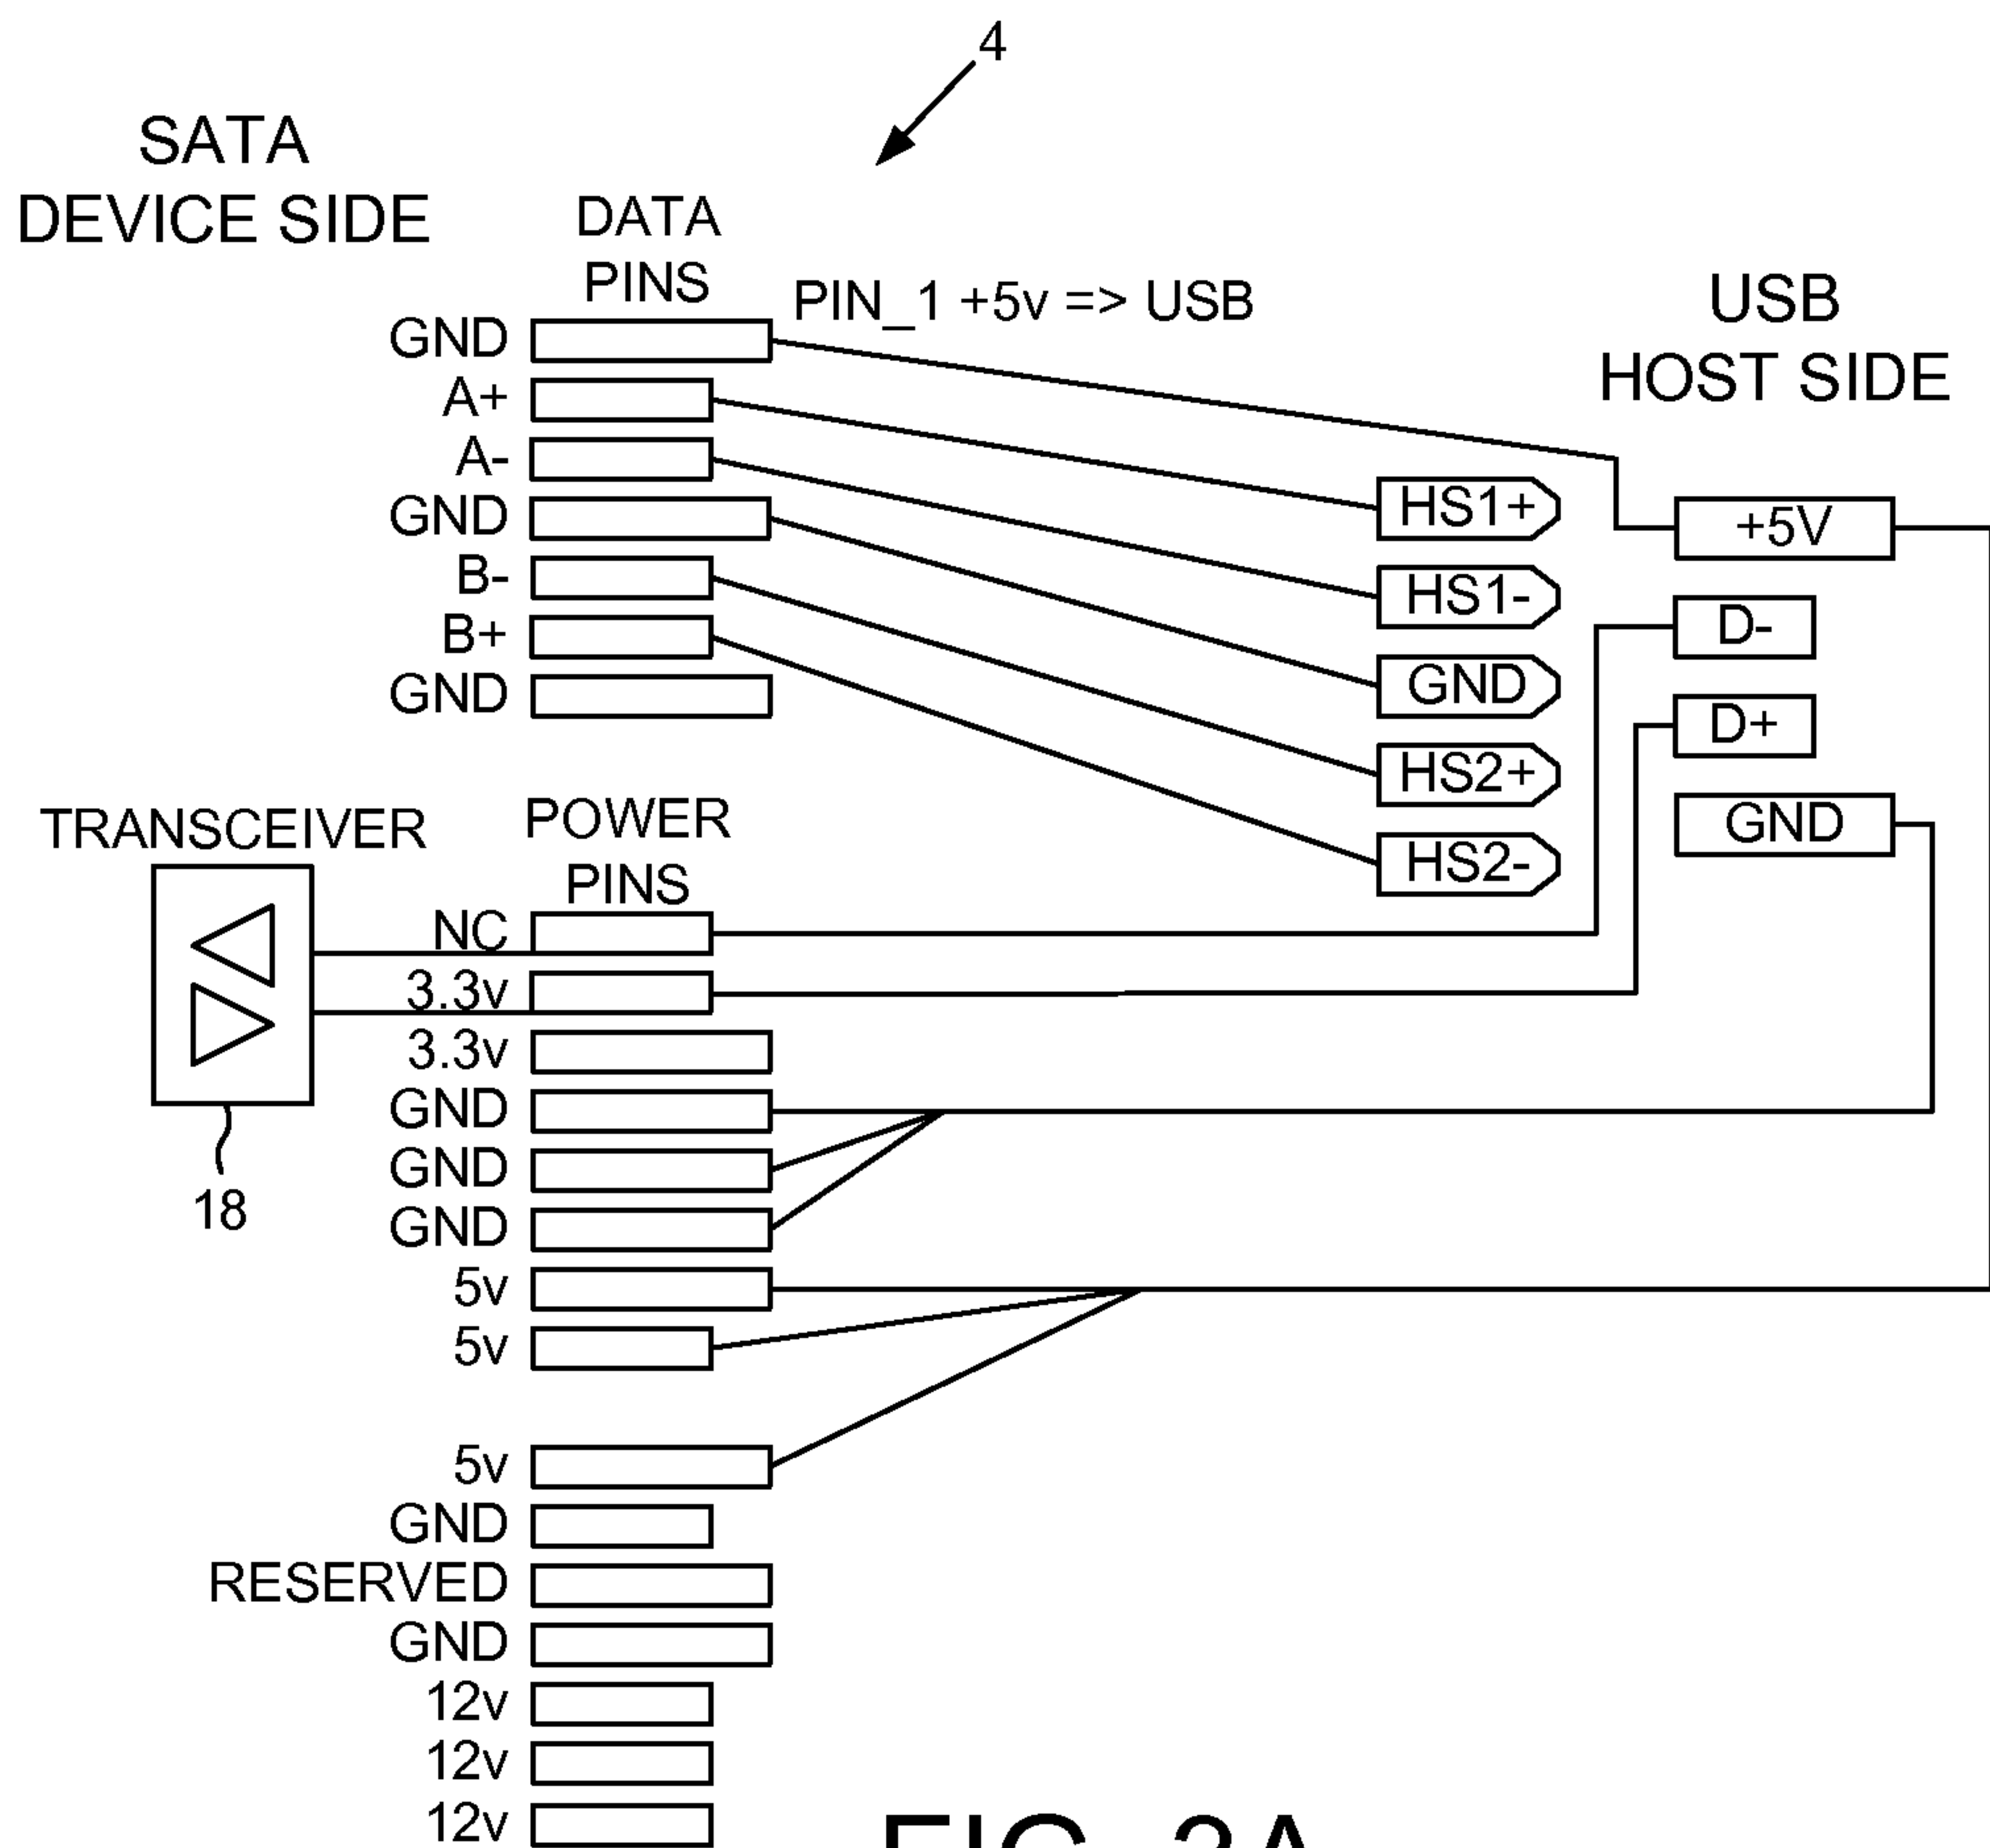 4
SATA
DEVICE SIDE
DATA
PINS
PIN_1 +5v => USB
USB
HOST SIDE
GND
A+
A-
GND
B-
B+
GND
HS1+
HS1-
GND
HS2+
HS2-
+5V
D-
D+
GND
TRANSCEIVER
18
POWER
PINS
NC
3.3v
3.3v
GND
GND
GND
5v
5v
5v
GND
RESERVED
GND
12v
12v
12v